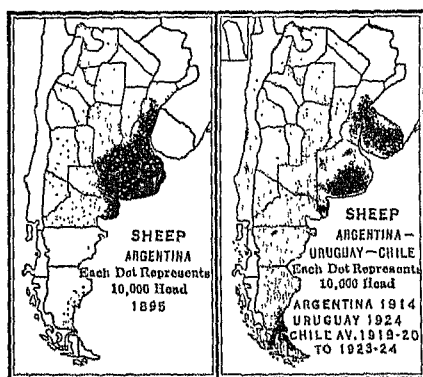 SHEEP
ARGENTINA
Each Dot Represents
10,000 Head
1895
SHEEP
ARGENTINA—
URUGUAY—CHILE
Each Dot Represents
10,000 Head
ARGENTINA 1914
URUGUAY 1924
CHILE AV. 1919-20
TO 1923-24